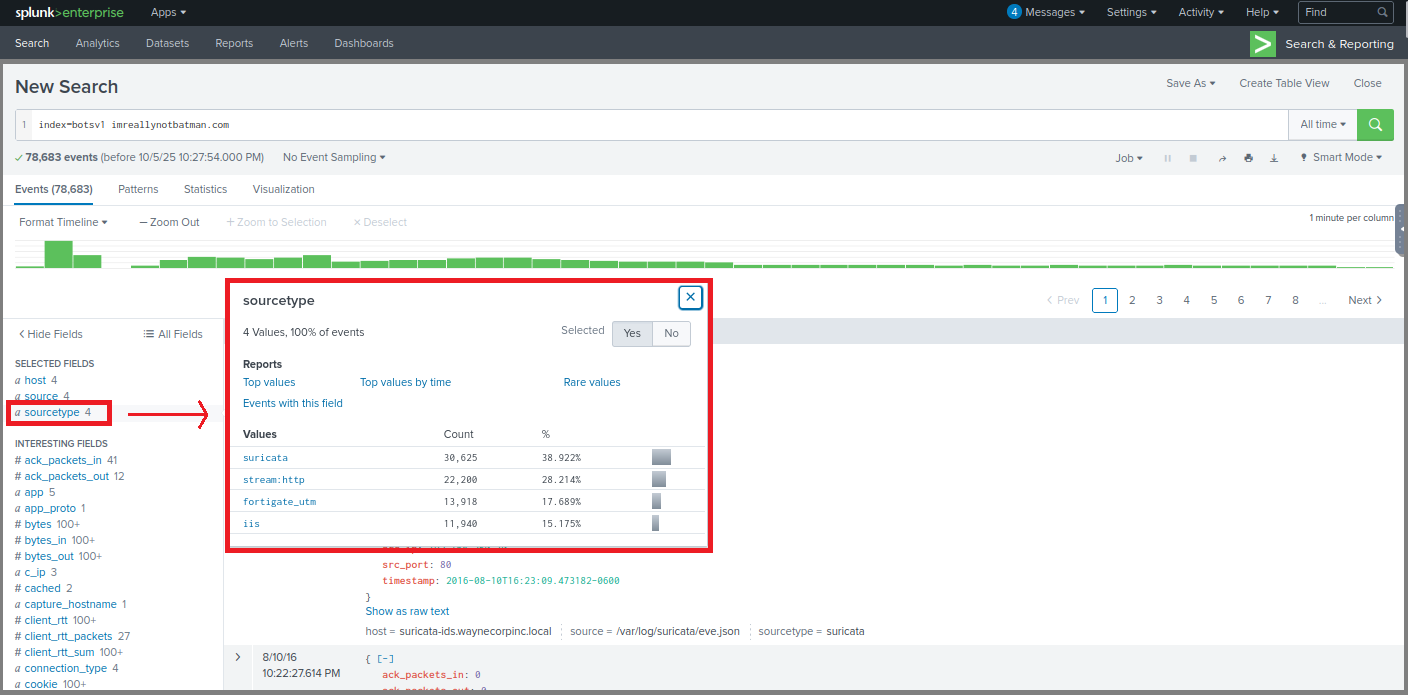 splunk>enterprise Apps ▾ 4 Messages ▾ Settings ▾ Activity ▾ Help ▾ Find
Search Analytics Datasets Reports Alerts Dashboards Search & Reporting
New Search Save As ▾ Create Table View Close
1 index=botsv1 imreallynotbatman.com All time ▾
✓ 78,683 events (before 10/5/25 10:27:54.000 PM) No Event Sampling ▾ Job ▾ Smart Mode ▾
Events (78,683) Patterns Statistics Visualization
Format Timeline ▾ — Zoom Out + Zoom to Selection × Deselect 1 minute per column
< Prev 1 2 3 4 5 6 7 8 ... Next >
< Hide Fields All Fields
SELECTED FIELDS
a host 4
a source 4
a sourcetype 4
INTERESTING FIELDS
# ack_packets_in 41
# ack_packets_out 12
a app 5
a app_proto 1
# bytes 100+
# bytes_in 100+
# bytes_out 100+
a c_ip 3
# cached 2
a capture_hostname 1
# client_rtt 100+
# client_rtt_packets 27
# client_rtt_sum 100+
a connection_type 4
a cookie 100+
sourcetype
4 Values, 100% of events Selected Yes No
Reports
Top values Top values by time Rare values
Events with this field
Values Count %
suricata 30,625 38.922%
stream:http 22,200 28.214%
fortigate_utm 13,918 17.689%
iis 11,940 15.175%
src_port: 80
timestamp: 2016-08-10T16:23:09.473182-0600
}
Show as raw text
host = suricata-ids.waynecorpinc.local source = /var/log/suricata/eve.json sourcetype = suricata
> 8/10/16 { [-]
10:22:27.614 PM ack_packets_in: 0
ack_packets_out: 0